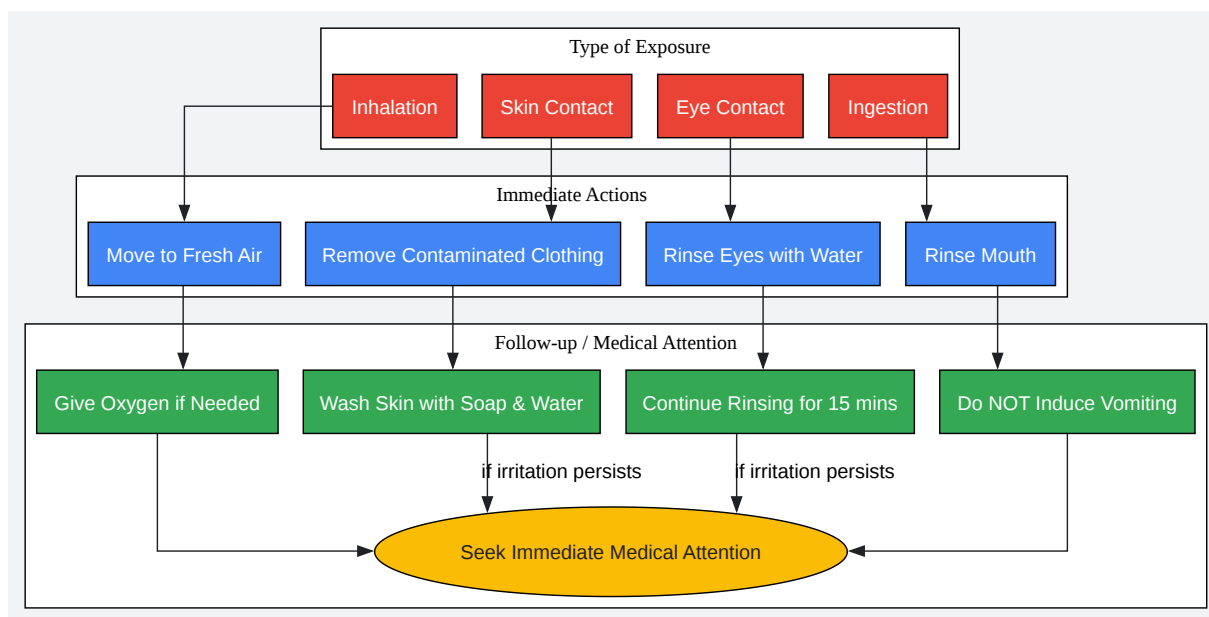 Type of Exposure
Inhalation
Skin Contact
Eye Contact
Ingestion
Immediate Actions
Move to Fresh Air
Remove Contaminated Clothing
Rinse Eyes with Water
Rinse Mouth
Follow-up / Medical Attention
Give Oxygen if Needed
Wash Skin with Soap & Water
Continue Rinsing for 15 mins
Do NOT Induce Vomiting
if irritation persists
if irritation persists
Seek Immediate Medical Attention